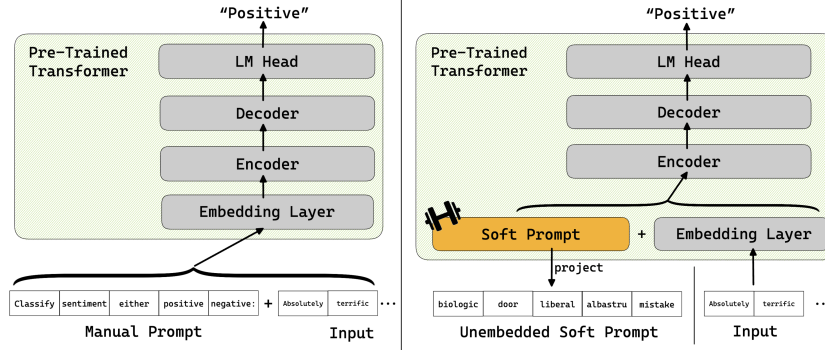 “Positive”
Pre-Trained
Transformer
LM Head
Decoder
Encoder
Embedding Layer
Classify sentiment either positive negative: + Absolutely terrific ...
Manual Prompt
Input
“Positive”
Pre-Trained
Transformer
LM Head
Decoder
Encoder
Soft Prompt + Embedding Layer
project
biologic door liberal albastru mistake
Absolutely terrific ..
Unembedded Soft Prompt
Input